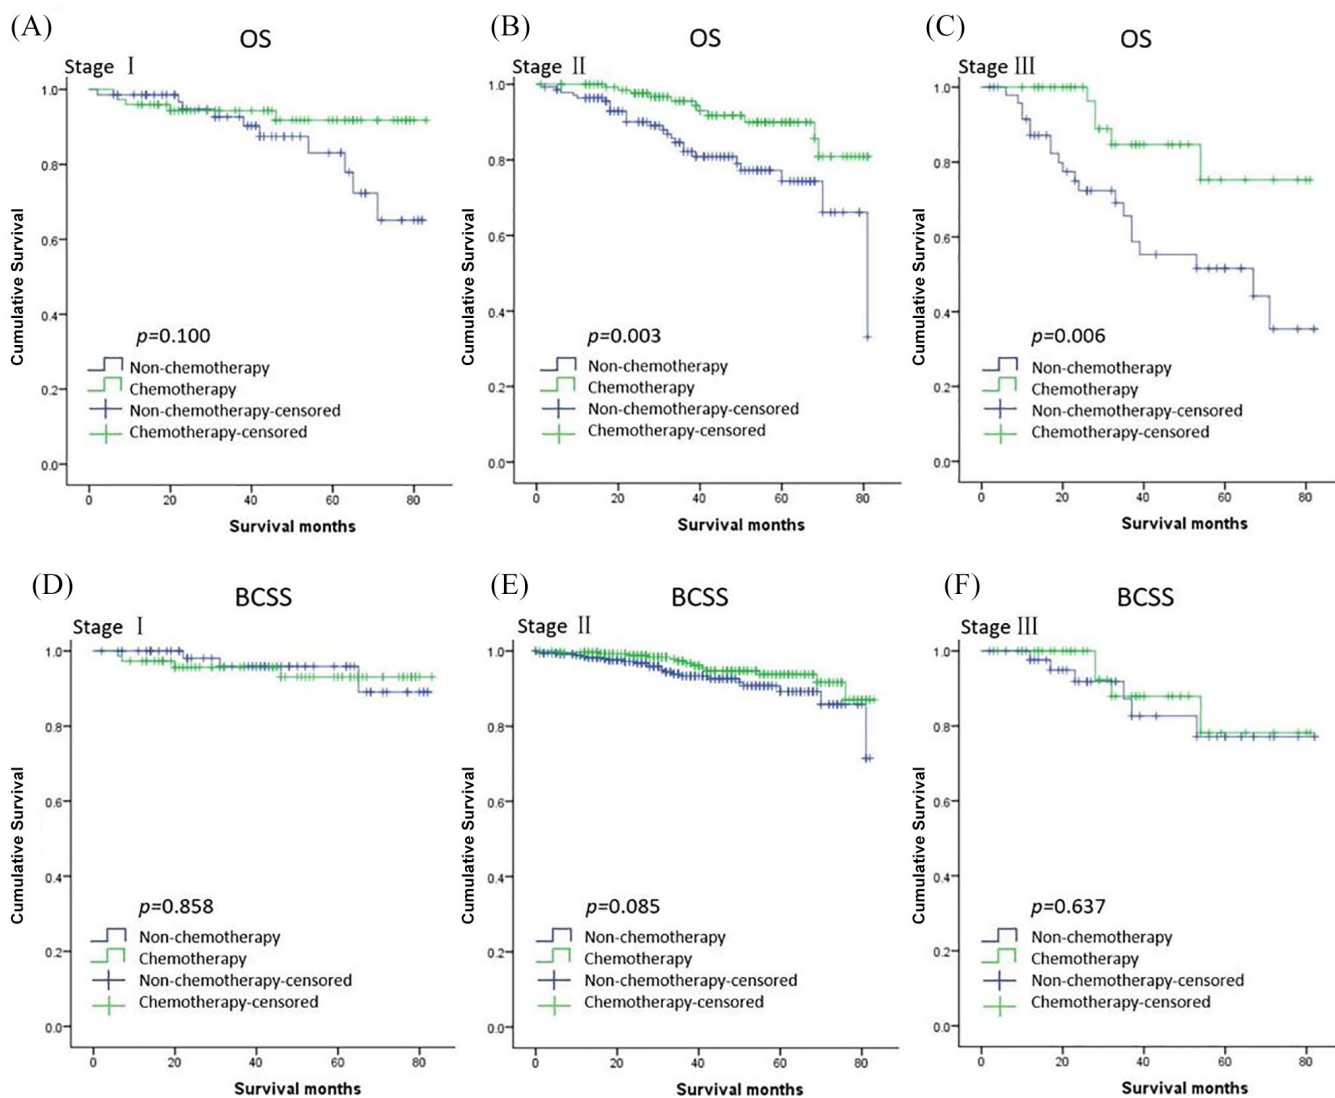 (A)
OS
Stage Ⅰ
1.0
0.8
0.6
0.4
0.2
0.0
Cumulative Survival
p=0.100
Non-chemotherapy
Chemotherapy
Non-chemotherapy-censored
Chemotherapy-censored
0 20 40 60 80
Survival months
(B)
OS
Stage Ⅱ
1.0
0.8
0.6
0.4
0.2
0.0
Cumulative Survival
p=0.003
Non-chemotherapy
Chemotherapy
Non-chemotherapy-censored
Chemotherapy-censored
0 20 40 60 80
Survival months
(C)
OS
Stage Ⅲ
1.0
0.8
0.6
0.4
0.2
0.0
Cumulative Survival
p=0.006
Non-chemotherapy
Chemotherapy
Non-chemotherapy-censored
Chemotherapy-censored
0 20 40 60 80
Survival months
(D)
BCSS
Stage Ⅰ
1.0
0.8
0.6
0.4
0.2
0.0
Cumulative Survival
p=0.858
Non-chemotherapy
Chemotherapy
Non-chemotherapy-censored
Chemotherapy-censored
0 20 40 60 80
Survival months
(E)
BCSS
Stage Ⅱ
1.0
0.8
0.6
0.4
0.2
0.0
Cumulative Survival
p=0.085
Non-chemotherapy
Chemotherapy
Non-chemotherapy-censored
Chemotherapy-censored
0 20 40 60 80
Survival months
(F)
BCSS
Stage Ⅲ
1.0
0.8
0.6
0.4
0.2
0.0
Cumulative Survival
p=0.637
Non-chemotherapy
Chemotherapy
Non-chemotherapy-censored
Chemotherapy-censored
0 20 40 60 80
Survival months